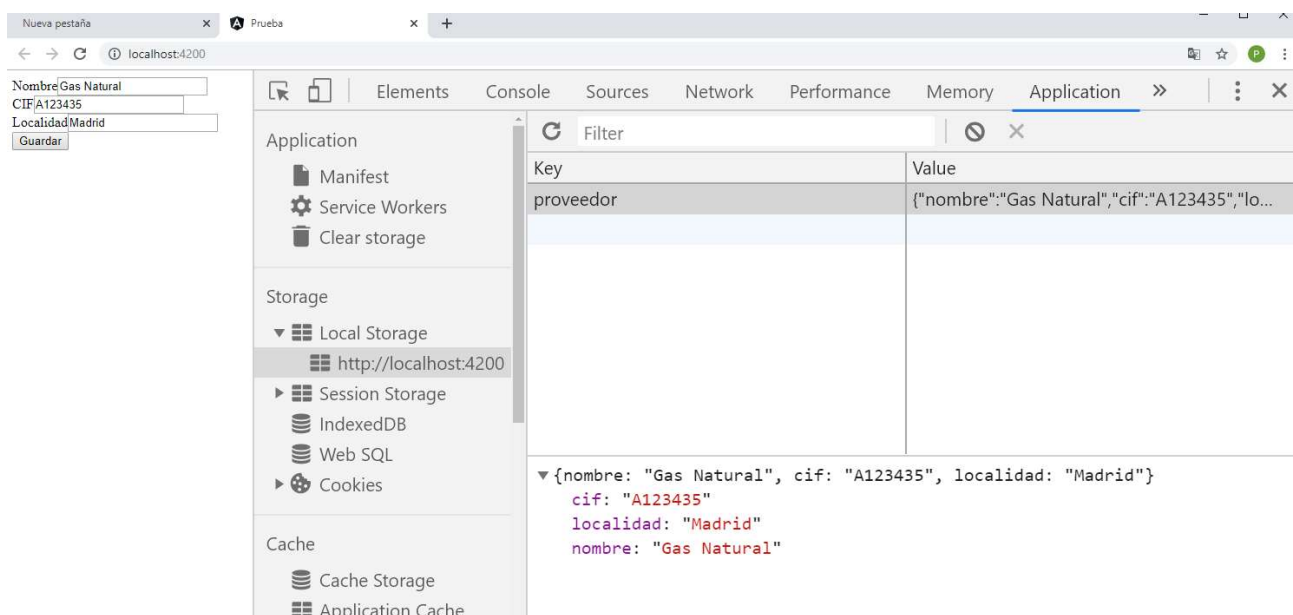 Nueva pestaña
Prueba
localhost:4200
P
Nombre Gas Natural
CIF A123435
Localidad Madrid
Guardar
Elements Console Sources Network Performance Memory Application
Application
Manifest
Service Workers
Clear storage
Storage
Local Storage
http://localhost:4200
Session Storage
IndexedDB
Web SQL
Cookies
Cache
Cache Storage
Application Cache
Filter
Key Value
proveedor {"nombre":"Gas Natural","cif":"A123435","lo...
{nombre: "Gas Natural", cif: "A123435", localidad: "Madrid"}
cif: "A123435"
localidad: "Madrid"
nombre: "Gas Natural"